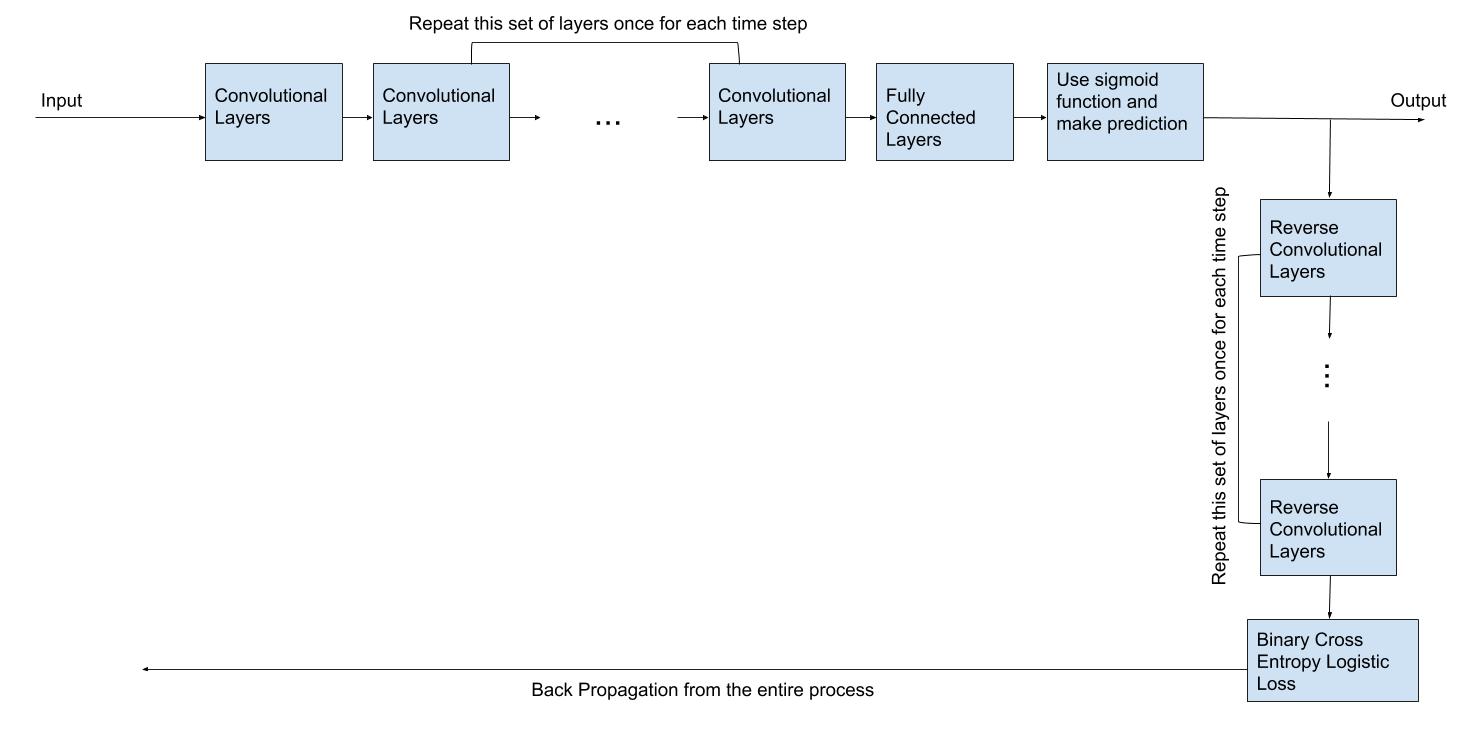 Repeat this set of layers once for each time step
Input
Convolutional
Layers
Convolutional
Layers
...
Convolutional
Layers
Fully
Connected
Layers
Use sigmoid
function and
make prediction
Output
Repeat this set of layers once for each time step
Reverse
Convolutional
Layers
...
Reverse
Convolutional
Layers
Binary Cross
Entropy Logistic
Loss
Back Propagation from the entire process